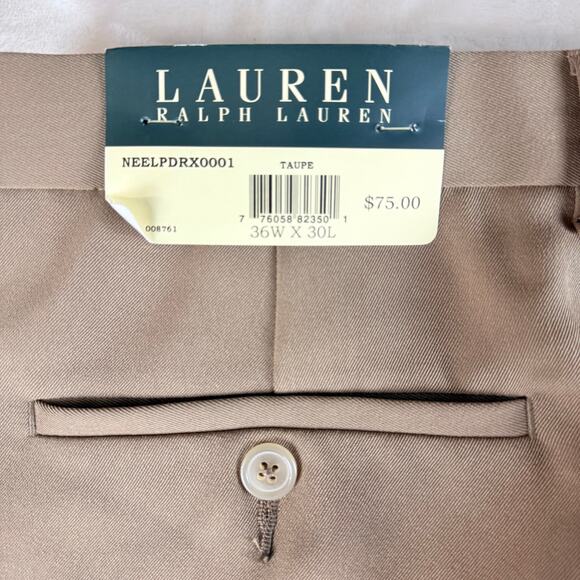 LAUREN
RALPH LAUREN
NEELPDRX0001 TAUPE
7 76058 82350 1 $75.00
008761 36W X 30L